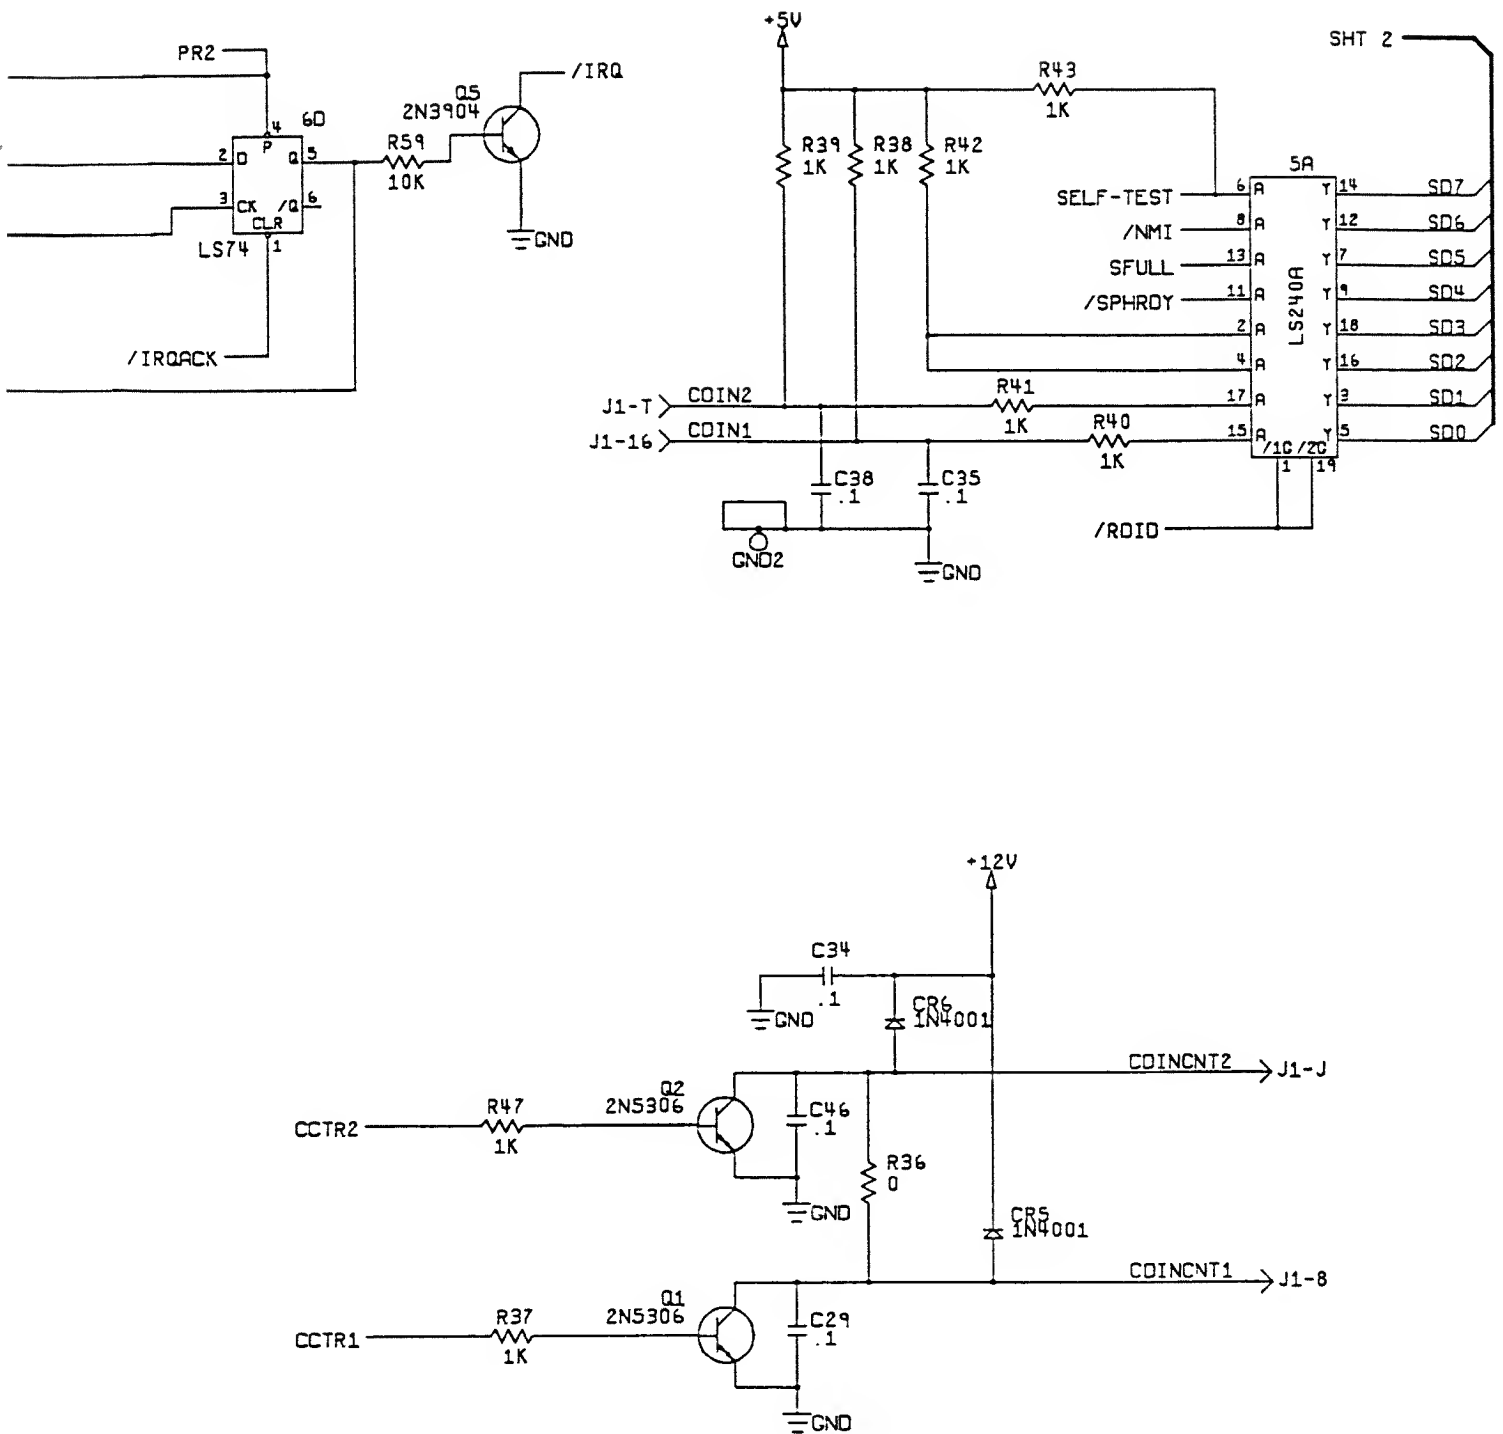 PR2
6D
4
P
2 D Q 5
3 CK /Q 6
CLR
LS74 1
/IRQACK
R59
10K
Q5
2N3904
/IRQ
GND
+5V
R43
1K
R39
1K
R38
1K
R42
1K
SHT 2
5A
LS240A
SELF-TEST 6 A Y 14 SD7
/NMI 8 A Y 12 SD6
SFULL 13 A Y 7 SD5
/SPHRDY 11 A Y 9 SD4
2 A Y 18 SD3
4 A Y 16 SD2
J1-T COIN2 R41 17 A Y 3 SD1
1K
J1-16 COIN1 R40 15 A Y 5 SD0
1K
/1G /2G
1 19
C38
.1
C35
.1
GND2
GND
/RDIO
+12V
C34
.1
GND
CR6
1N4001
COINCNT2 J1-J
Q2
2N5306
CCTR2 R47
1K
C46
.1
GND
R36
0
CR5
1N4001
COINCNT1 J1-8
Q1
2N5306
CCTR1 R37
1K
C29
.1
GND